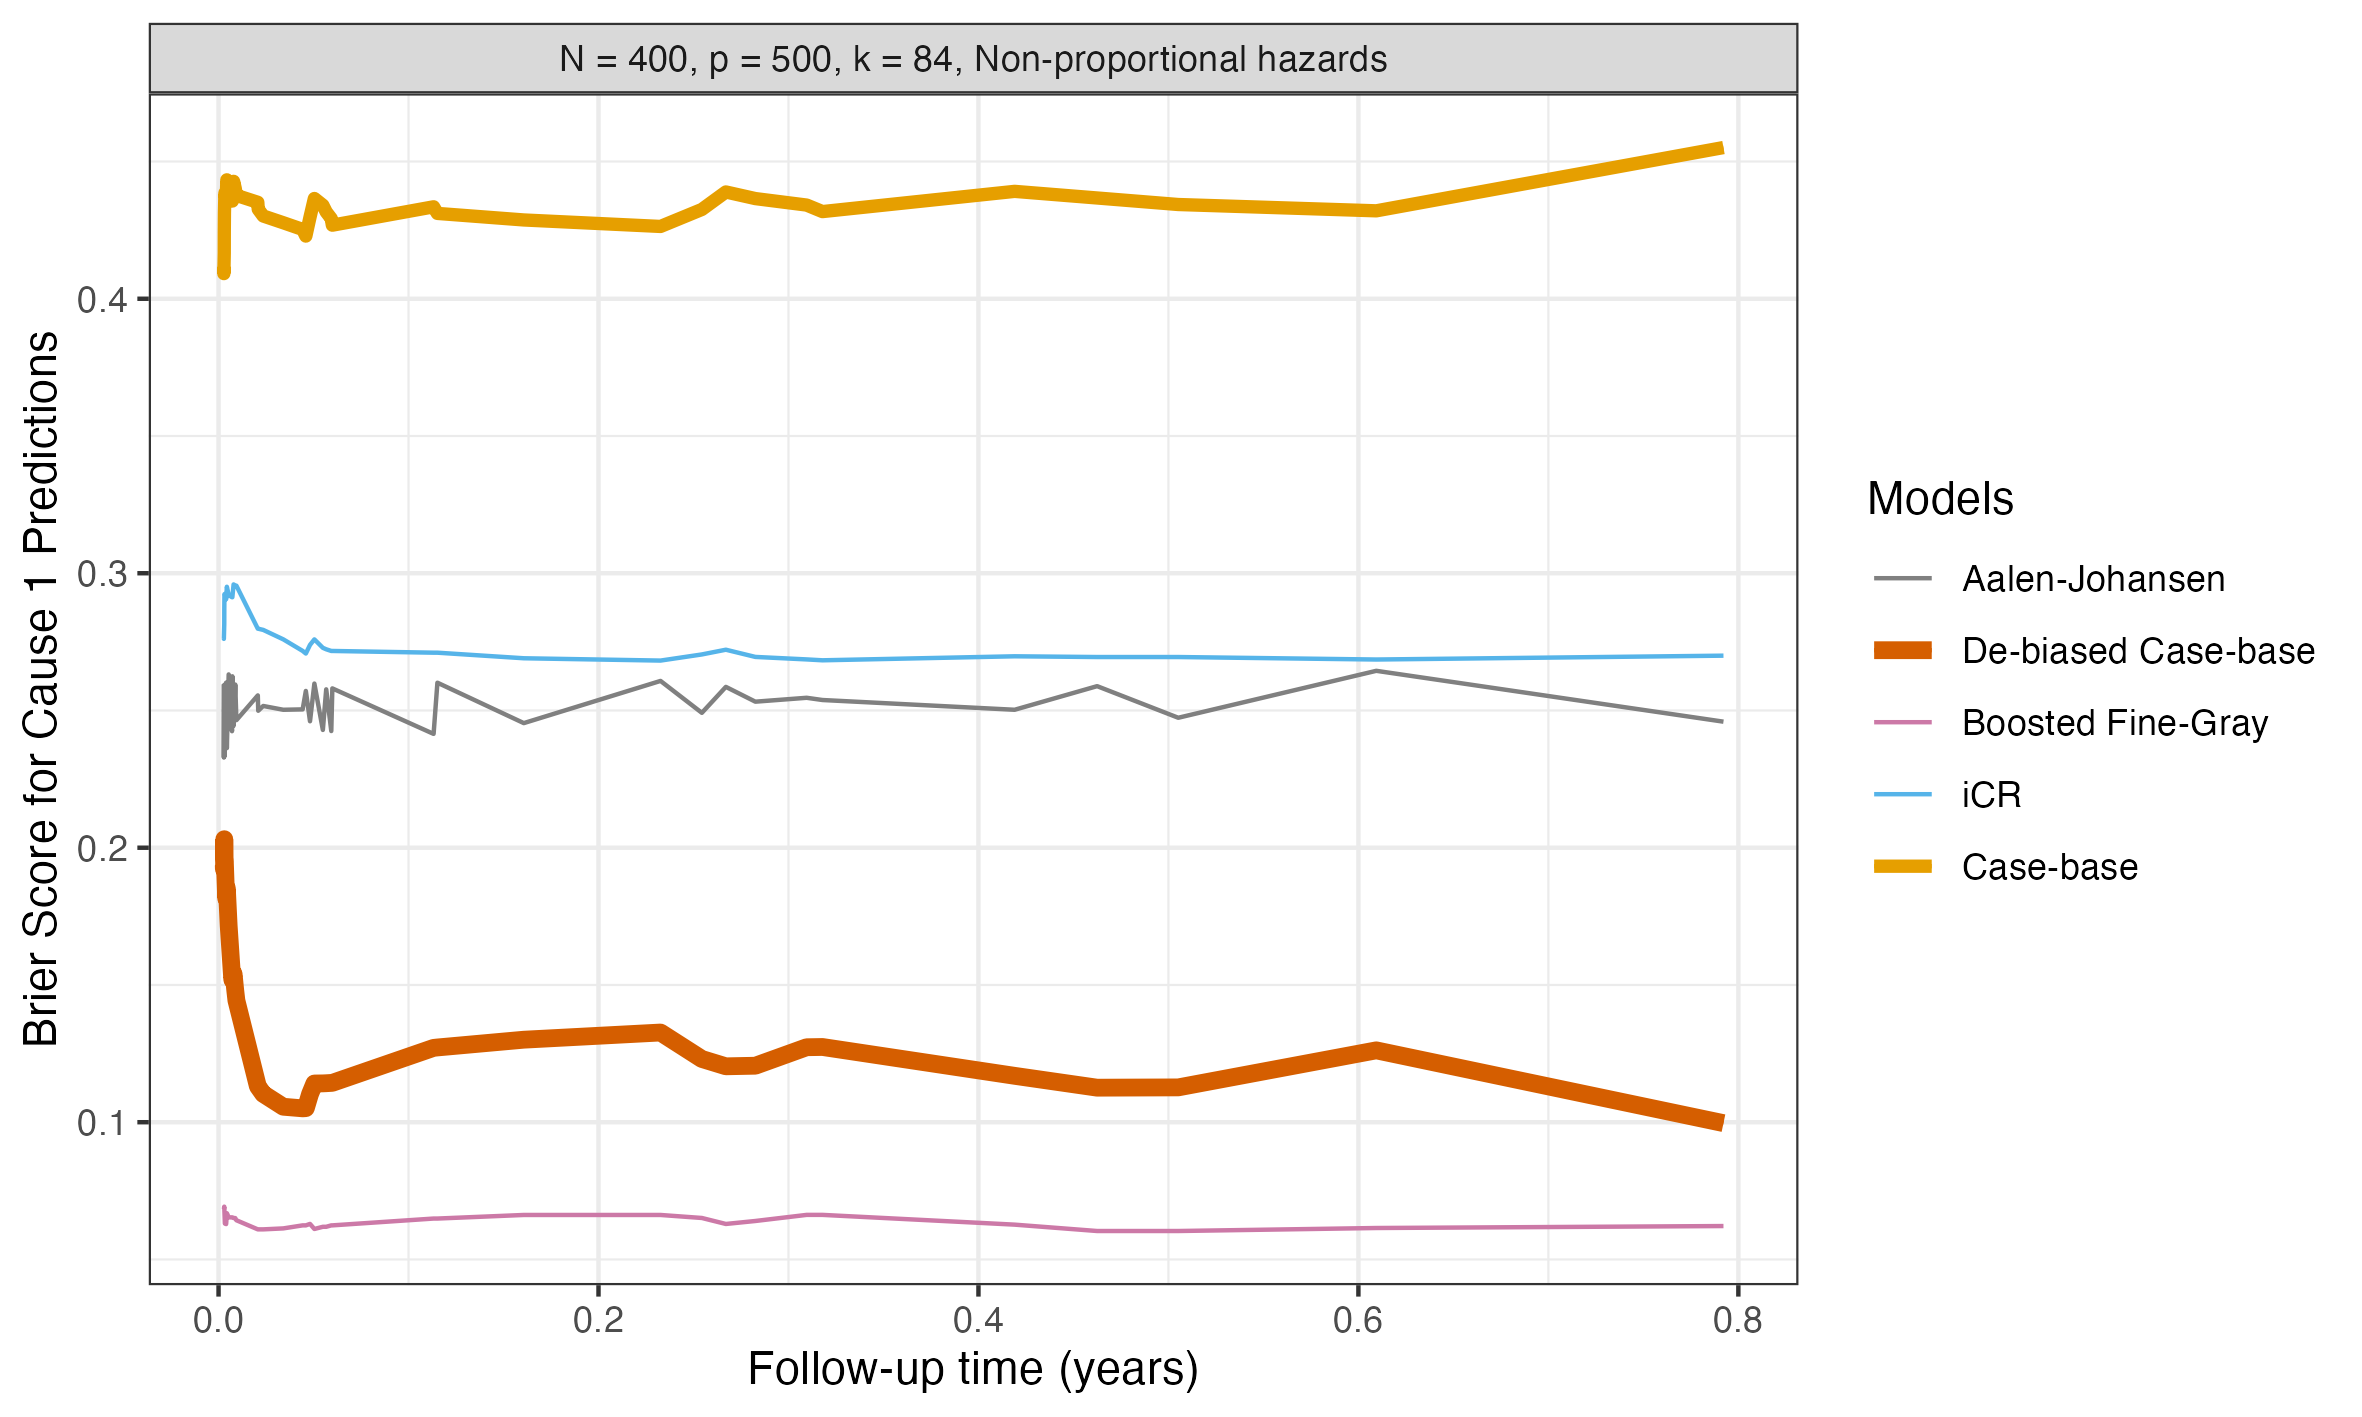 N = 400, p = 500, k = 84, Non-proportional hazards
Brier Score for Cause 1 Predictions
0.4
0.3
0.2
0.1
0.0
0.2
0.4
0.6
0.8
Follow-up time (years)
Models
Aalen-Johansen
De-biased Case-base
Boosted Fine-Gray
iCR
Case-base